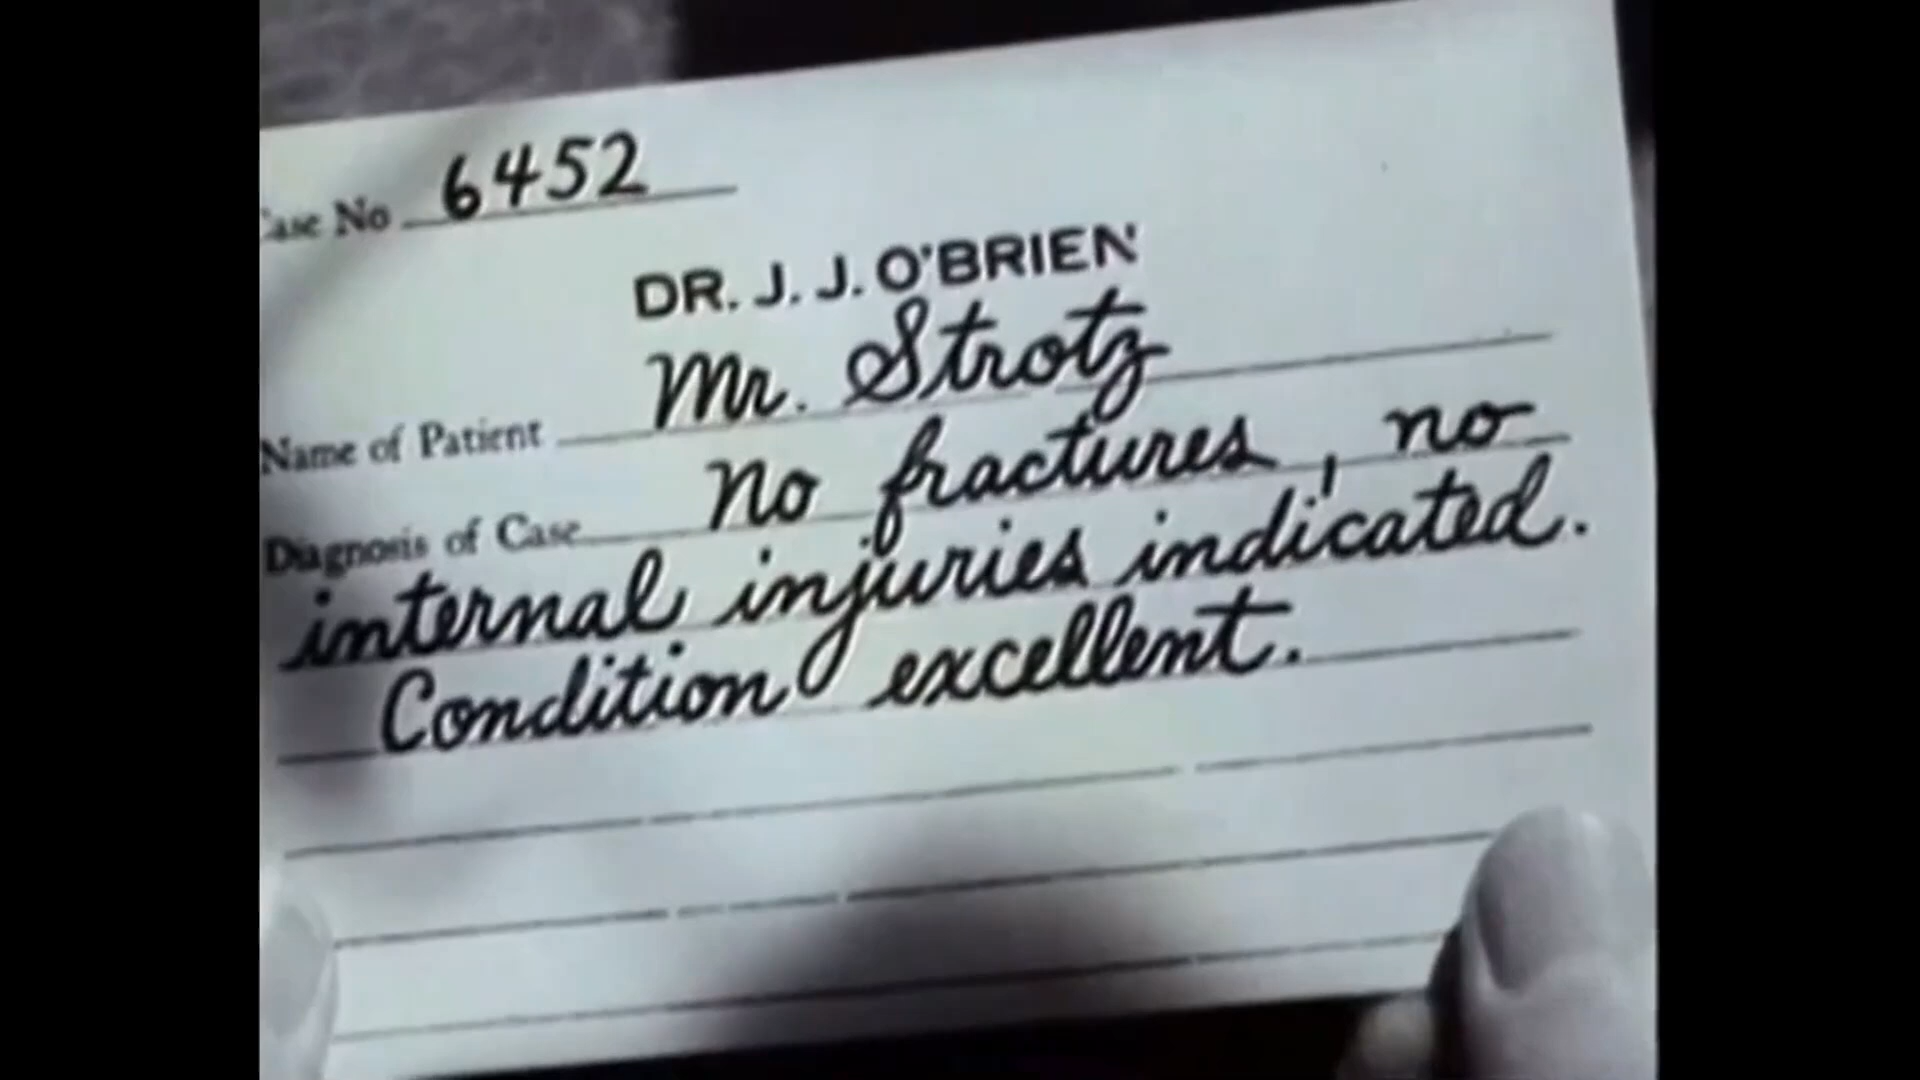 Case No 6452
DR. J. J. O'BRIEN
Name of Patient Mr. Strotz
Diagnosis of Case No fractures, no
internal injuries indicated.
Condition excellent.